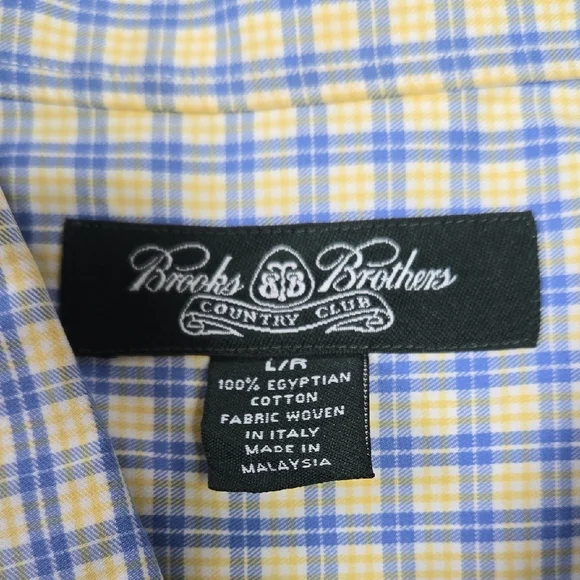 Brooks BB Brothers
COUNTRY CLUB
L/R
100% EGYPTIAN
COTTON
FABRIC WOVEN
IN ITALY
MADE IN
MALAYSIA